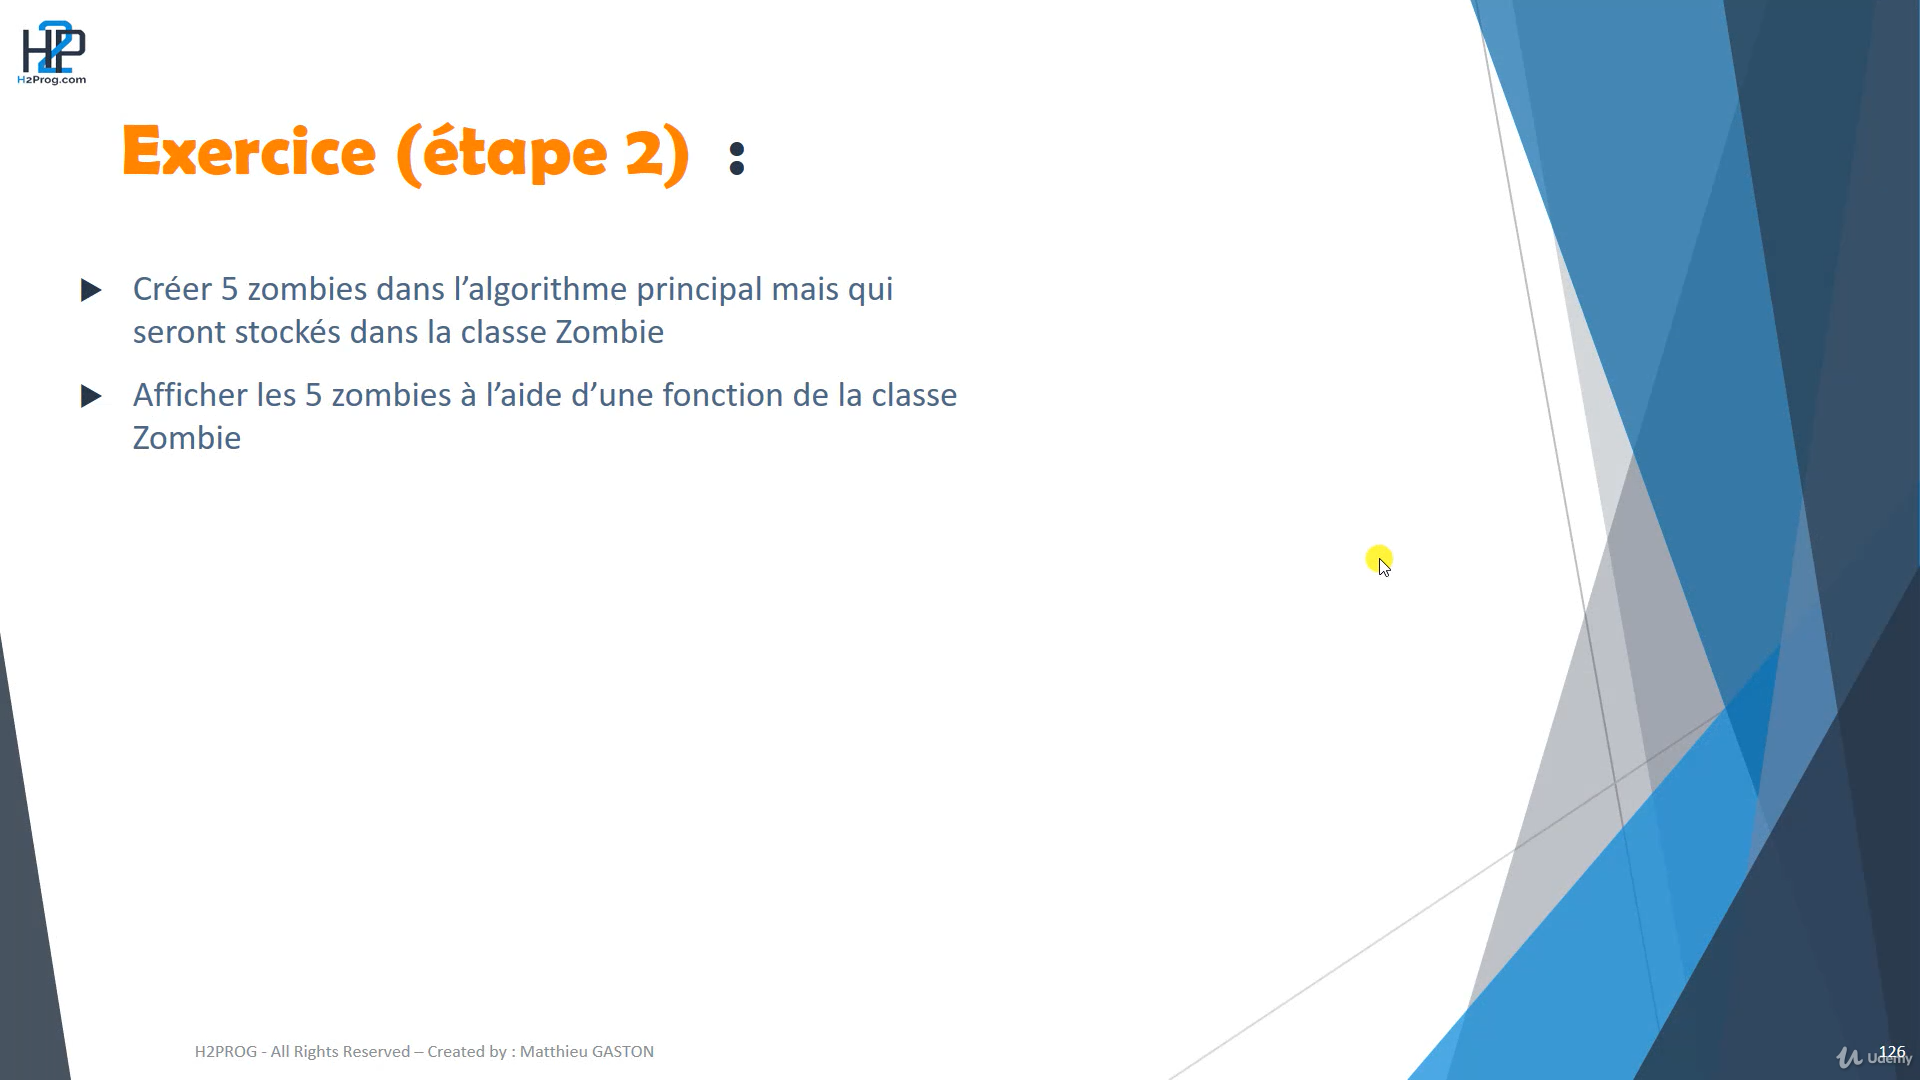 H2P
H2Prog.com
Exercice (étape 2) :
Créer 5 zombies dans l’algorithme principal mais qui
seront stockés dans la classe Zombie
Afficher les 5 zombies à l’aide d’une fonction de la classe
Zombie
H2PROG - All Rights Reserved – Created by : Matthieu GASTON
126
Udemy